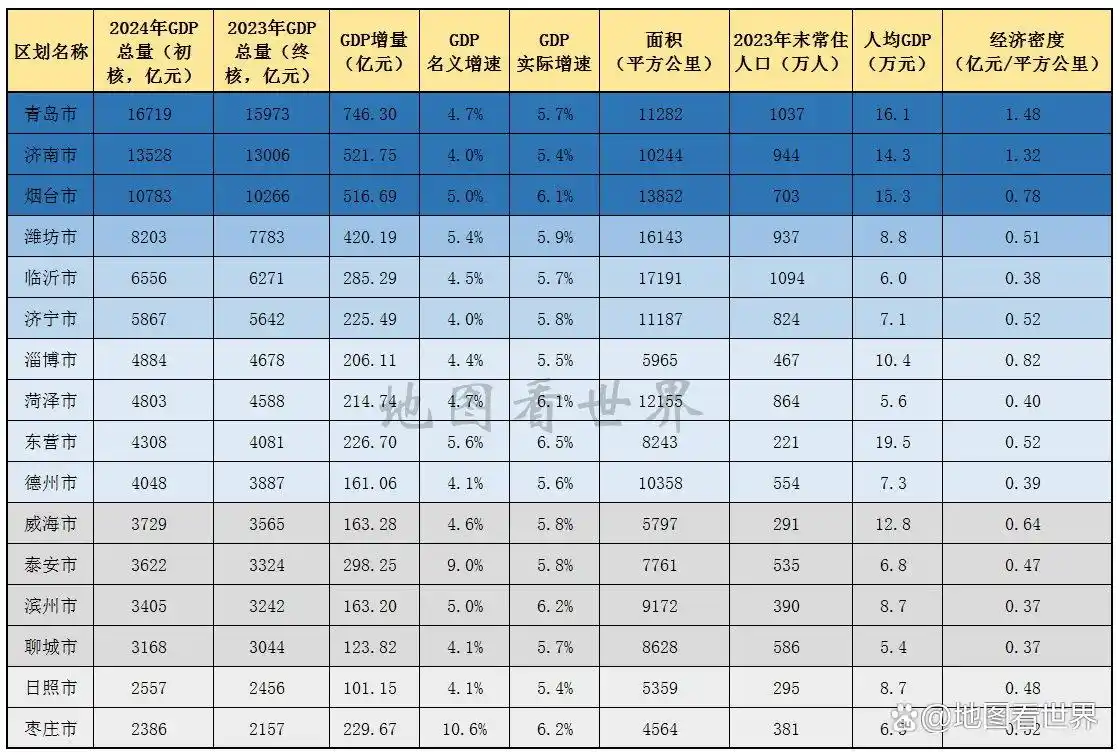 区划名称 2024年GDP总量（初核，亿元） 2023年GDP总量（终核，亿元） GDP增量（亿元） GDP名义增速 GDP实际增速 面积（平方公里） 2023年末常住人口（万人） 人均GDP（万元） 经济密度（亿元/平方公里）
青岛市 16719 15973 746.30 4.7% 5.7% 11282 1037 16.1 1.48
济南市 13528 13006 521.75 4.0% 5.4% 10244 944 14.3 1.32
烟台市 10783 10266 516.69 5.0% 6.1% 13852 703 15.3 0.78
潍坊市 8203 7783 420.19 5.4% 5.9% 16143 937 8.8 0.51
临沂市 6556 6271 285.29 4.5% 5.7% 17191 1094 6.0 0.38
济宁市 5867 5642 225.49 4.0% 5.8% 11187 824 7.1 0.52
淄博市 4884 4678 206.11 4.4% 5.5% 5965 467 10.4 0.82
菏泽市 4803 4588 214.74 4.7% 6.1% 12155 864 5.6 0.40
地图看世界
东营市 4308 4081 226.70 5.6% 6.5% 8243 221 19.5 0.52
德州市 4048 3887 161.06 4.1% 5.6% 10358 554 7.3 0.39
威海市 3729 3565 163.28 4.6% 5.8% 5797 291 12.8 0.64
泰安市 3622 3324 298.25 9.0% 5.8% 7761 535 6.8 0.47
滨州市 3405 3242 163.20 5.0% 6.2% 9172 390 8.7 0.37
聊城市 3168 3044 123.82 4.1% 5.7% 8628 586 5.4 0.37
日照市 2557 2456 101.15 4.1% 5.4% 5359 295 8.7 0.48
枣庄市 2386 2157 229.67 10.6% 6.2% 4564 381 6.3 0.52
@地图看世界